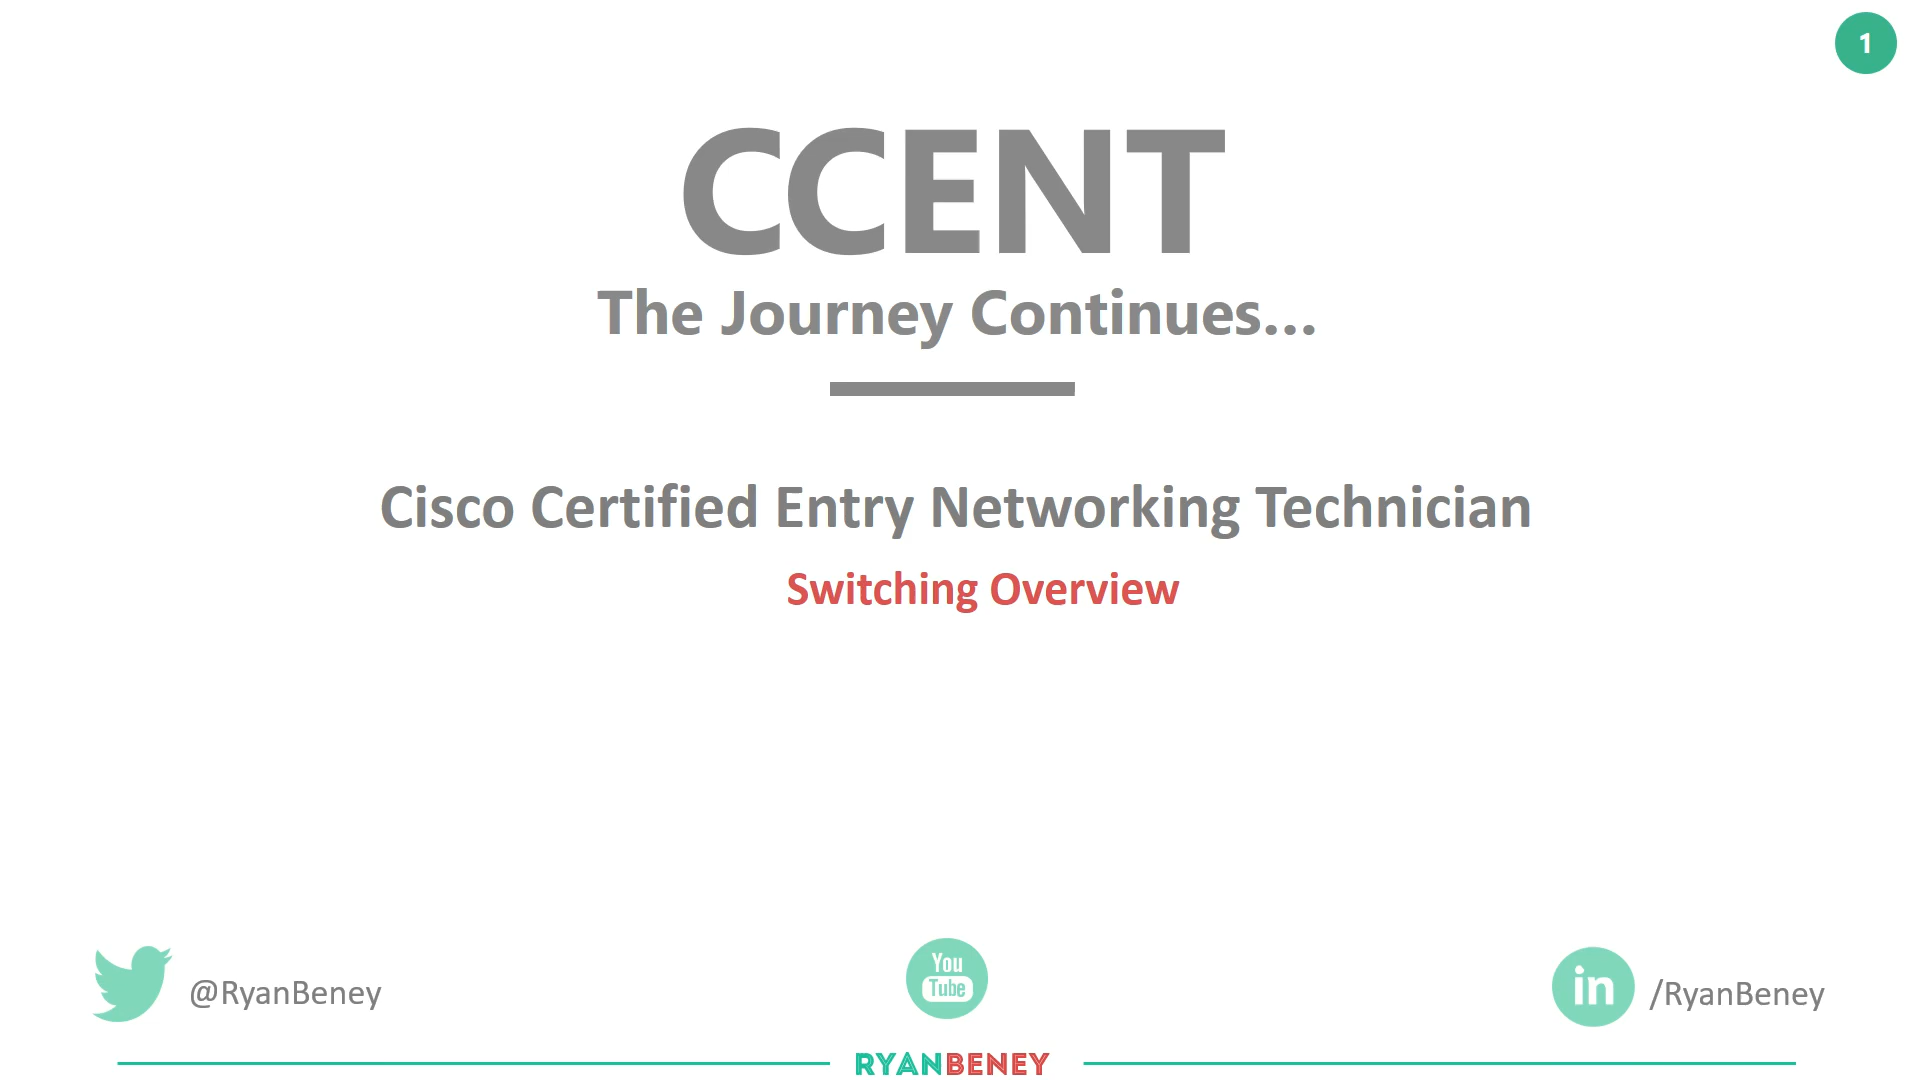 1
CCENT
The Journey Continues...
Cisco Certified Entry Networking Technician
Switching Overview
@RyanBeney
You
Tube
in
/RyanBeney
RYANBENEY